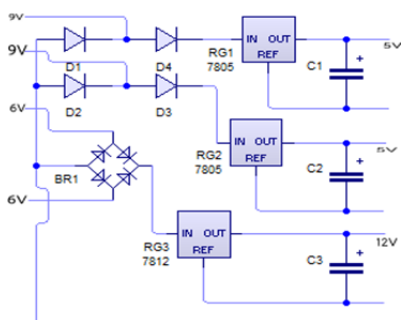 9V
IN OUT
REF
RG1
7805
5V
9V
D1
D4
C1
+
D2
D3
6V
IN OUT
REF
RG2
7805
5V
C2
+
BR1
6V
IN OUT
REF
RG3
7812
12V
C3
+